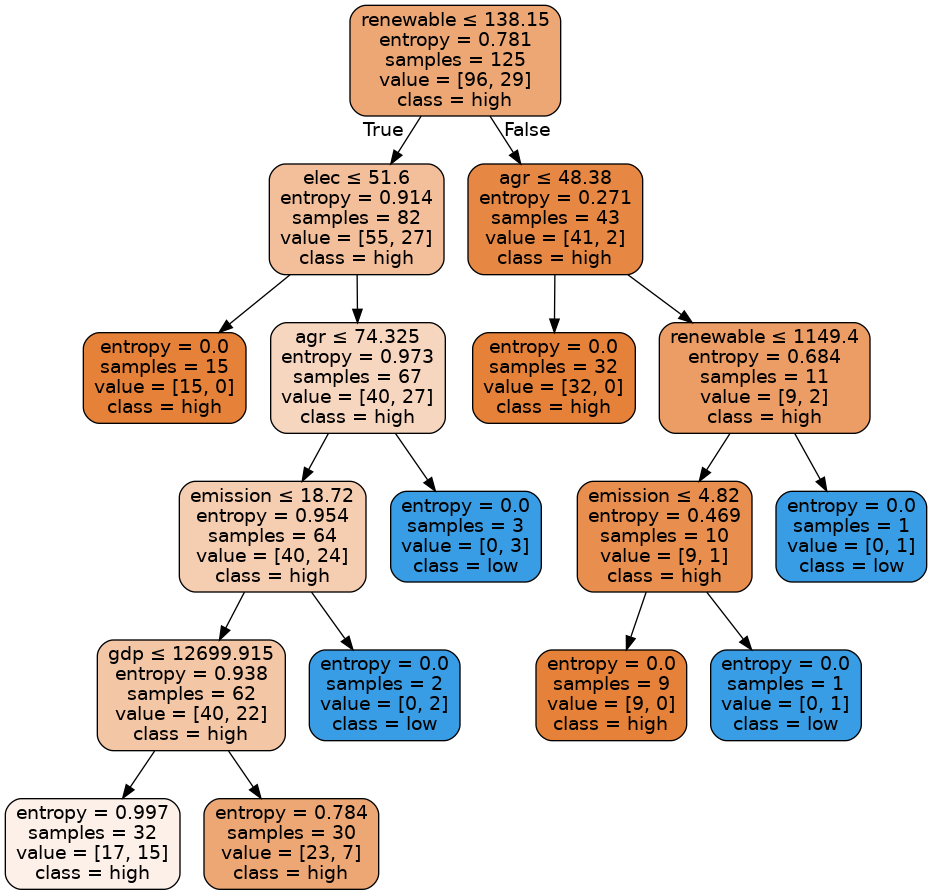 renewable ≤ 138.15
entropy = 0.781
samples = 125
value = [96, 29]
class = high
True
False
elec ≤ 51.6
entropy = 0.914
samples = 82
value = [55, 27]
class = high
agr ≤ 48.38
entropy = 0.271
samples = 43
value = [41, 2]
class = high
entropy = 0.0
samples = 15
value = [15, 0]
class = high
agr ≤ 74.325
entropy = 0.973
samples = 67
value = [40, 27]
class = high
entropy = 0.0
samples = 32
value = [32, 0]
class = high
renewable ≤ 1149.4
entropy = 0.684
samples = 11
value = [9, 2]
class = high
emission ≤ 18.72
entropy = 0.954
samples = 64
value = [40, 24]
class = high
entropy = 0.0
samples = 3
value = [0, 3]
class = low
emission ≤ 4.82
entropy = 0.469
samples = 10
value = [9, 1]
class = high
entropy = 0.0
samples = 1
value = [0, 1]
class = low
gdp ≤ 12699.915
entropy = 0.938
samples = 62
value = [40, 22]
class = high
entropy = 0.0
samples = 2
value = [0, 2]
class = low
entropy = 0.0
samples = 9
value = [9, 0]
class = high
entropy = 0.0
samples = 1
value = [0, 1]
class = low
entropy = 0.997
samples = 32
value = [17, 15]
class = high
entropy = 0.784
samples = 30
value = [23, 7]
class = high